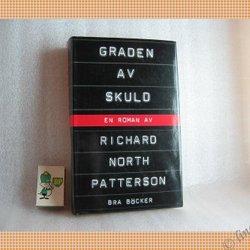 GRADEN
AV
SKULD
EN ROMAN AV
RICHARD
NORTH
PATTERSON
BRA BÖCKER